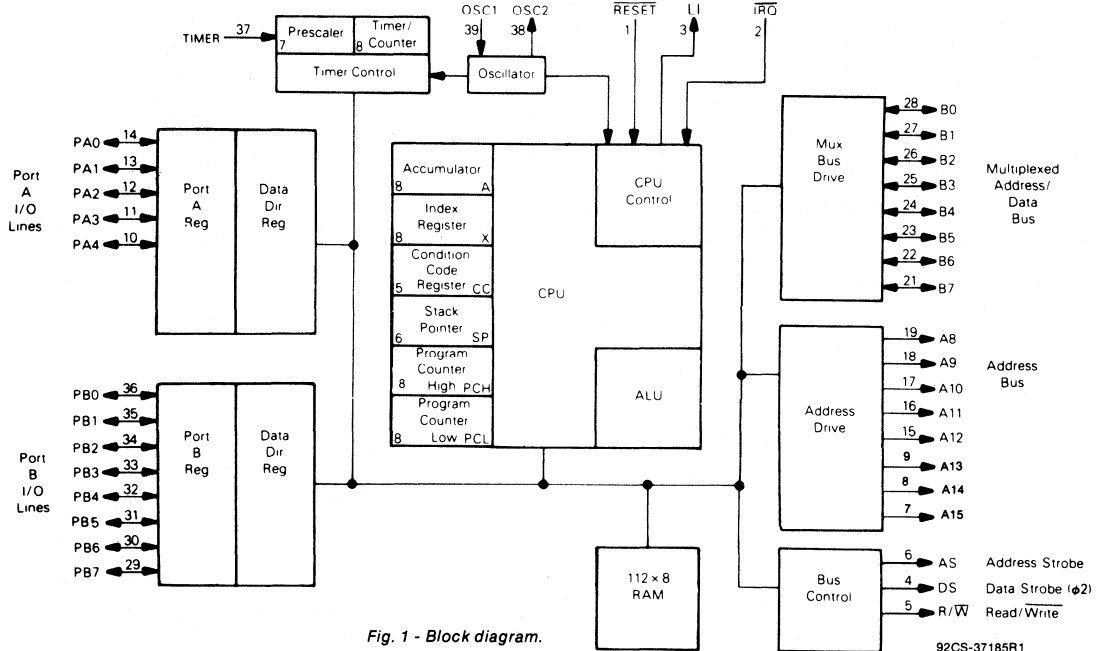 OSC1 OSC2 RESET LI IRQ
39 38 1 3 2
TIMER 37
Prescaler
7
Timer/
Counter
8
Timer Control
Oscillator
Port
A
I/O
Lines
PA0 14
PA1 13
PA2 12
PA3 11
PA4 10
Port
A
Reg
Data
Dir
Reg
Port
B
I/O
Lines
PB0 36
PB1 35
PB2 34
PB3 33
PB4 32
PB5 31
PB6 30
PB7 29
Port
B
Reg
Data
Dir
Reg
Accumulator
8 A
Index
Register
8 X
Condition
Code
Register
5 CC
Stack
Pointer
6 SP
Program
Counter
8 High PCH
Program
Counter
8 Low PCL
CPU
CPU
Control
ALU
112 × 8
RAM
Mux
Bus
Drive
28 B0
27 B1
26 B2
25 B3
24 B4
23 B5
22 B6
21 B7
Multiplexed
Address/
Data
Bus
Address
Drive
19 A8
18 A9
17 A10
16 A11
15 A12
9 A13
8 A14
7 A15
Address
Bus
Bus
Control
6 AS Address Strobe
4 DS Data Strobe (φ2)
5 R/W Read/Write
Fig. 1 - Block diagram.
92CS-37185R1